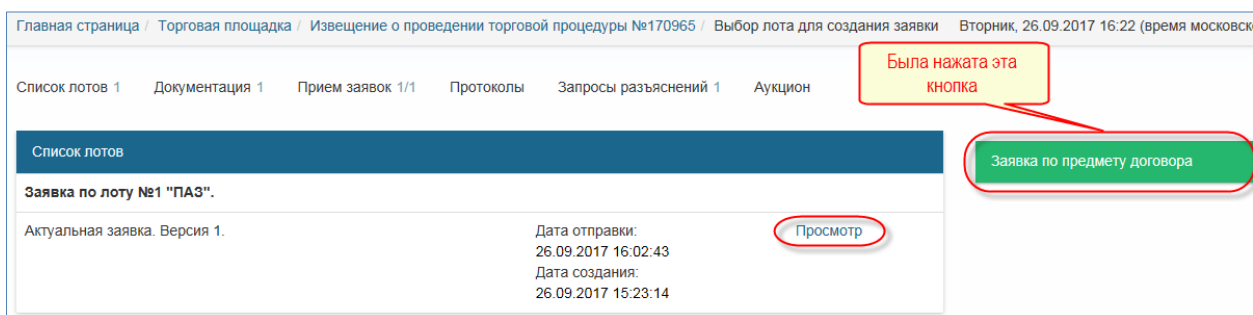 Главная страница / Торговая площадка / Извещение о проведении торговой процедуры №170965 / Выбор лота для создания заявки Вторник, 26.09.2017 16:22 (время московск
Была нажата эта
кнопка
Список лотов 1 Документация 1 Прием заявок 1/1 Протоколы Запросы разъяснений 1 Аукцион
Список лотов
Заявка по предмету договора
Заявка по лоту №1 "ПАЗ".
Актуальная заявка. Версия 1. Дата отправки: Просмотр
26.09.2017 16:02:43
Дата создания:
26.09.2017 15:23:14